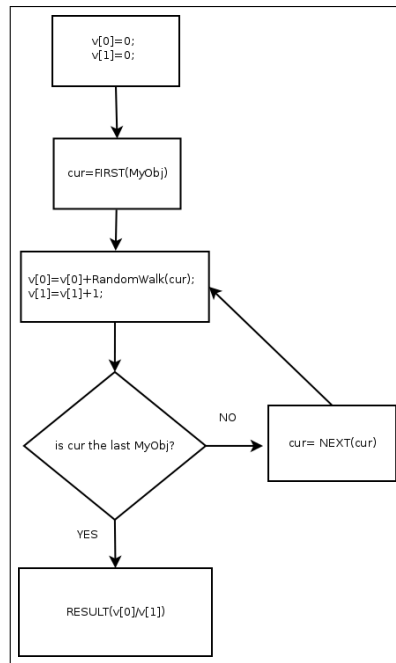 v[0]=0;
v[1]=0;
cur=FIRST(MyObj)
v[0]=v[0]+RandomWalk(cur);
v[1]=v[1]+1;
is cur the last MyObj?
NO
cur= NEXT(cur)
YES
RESULT(v[0]/v[1])